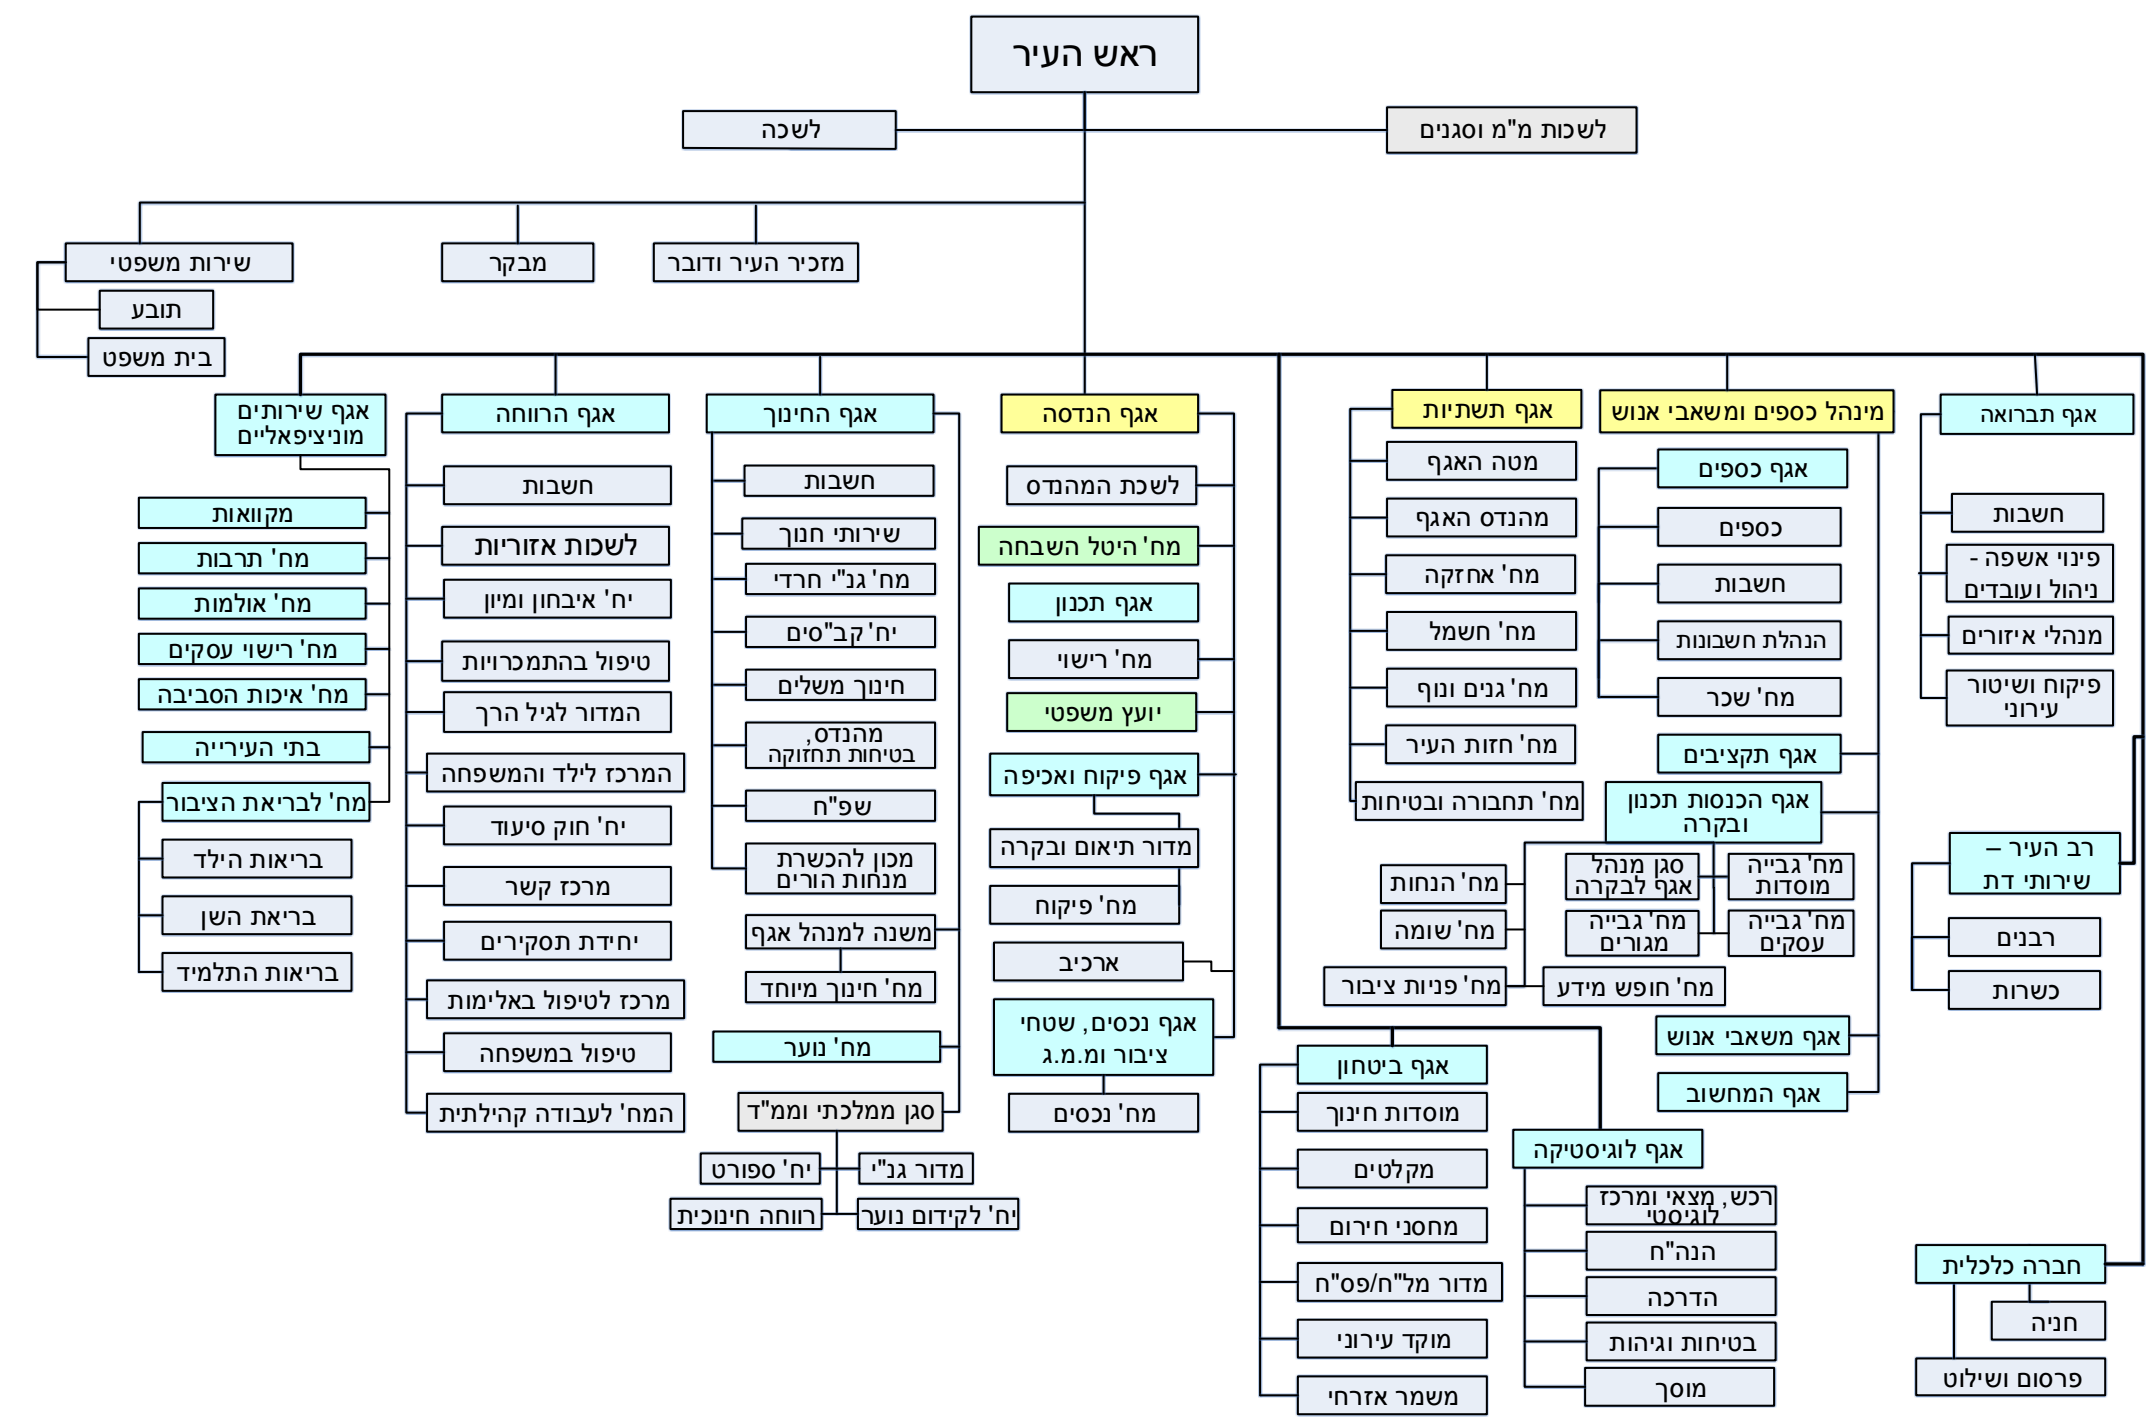 ראש העיר
לשכות מ"מ וסגנים
לשכה
מזכיר העיר ודובר
מבקר
שירות משפטי
תובע
בית משפט
אגף תברואה
חשבות
פינוי אשפה -
ניהול ועובדים
מנהלי איזורים
פיקוח ושיטור
עירוני
רב העיר –
שירותי דת
רבנים
כשרות
חברה כלכלית
חניה
פרסום ושילוט
מינהל כספים ומשאבי אנוש
אגף כספים
כספים
חשבות
הנהלת חשבונות
מח' שכר
אגף תקציבים
אגף הכנסות תכנון
ובקרה
מח' גבייה
מוסדות
סגן מנהל
אגף לבקרה
מח' הנחות
מח' גבייה
עסקים
מח' גבייה
מגורים
מח' שומה
מח' חופש מידע
מח' פניות ציבור
אגף משאבי אנוש
אגף המחשוב
אגף תשתיות
מטה האגף
מהנדס האגף
מח' אחזקה
מח' חשמל
מח' גנים ונוף
מח' חזות העיר
מח' תחבורה ובטיחות
אגף לוגיסטיקה
רכש, מצאי ומרכז
לוגיסטי
הנה"ח
הדרכה
בטיחות וגיהות
מוסך
אגף ביטחון
מוסדות חינוך
מקלטים
מחסני חירום
מדור מל"ח/פס"ח
מוקד עירוני
משמר אזרחי
אגף הנדסה
לשכת המהנדס
מח' היטל השבחה
אגף תכנון
מח' רישוי
יועץ משפטי
אגף פיקוח ואכיפה
מדור תיאום ובקרה
מח' פיקוח
ארכיב
אגף נכסים, שטחי
ציבור ומ.מ.ג
מח' נכסים
אגף החינוך
חשבות
שירותי חנוך
מח' גנ"י חרדי
יח' קב"סים
חינוך משלים
מהנדס,
בטיחות תחזוקה
שפ"ח
מכון להכשרת
מנחות הורים
משנה למנהל אגף
מח' חינוך מיוחד
מח' נוער
סגן ממלכתי וממ"ד
מדור גנ"י
יח' ספורט
יח' לקידום נוער
רווחה חינוכית
אגף הרווחה
חשבות
לשכות אזוריות
יח' איבחון ומיון
טיפול בהתמכרויות
המדור לגיל הרך
המרכז לילד והמשפחה
יח' חוק סיעוד
מרכז קשר
יחידת תסקירים
מרכז לטיפול באלימות
טיפול במשפחה
המח' לעבודה קהילתית
אגף שירותים
מוניציפאליים
מקוואות
מח' תרבות
מח' אולמות
מח' רישוי עסקים
מח' איכות הסביבה
בתי העירייה
מח' לבריאת הציבור
בריאות הילד
בריאת השן
בריאות התלמיד